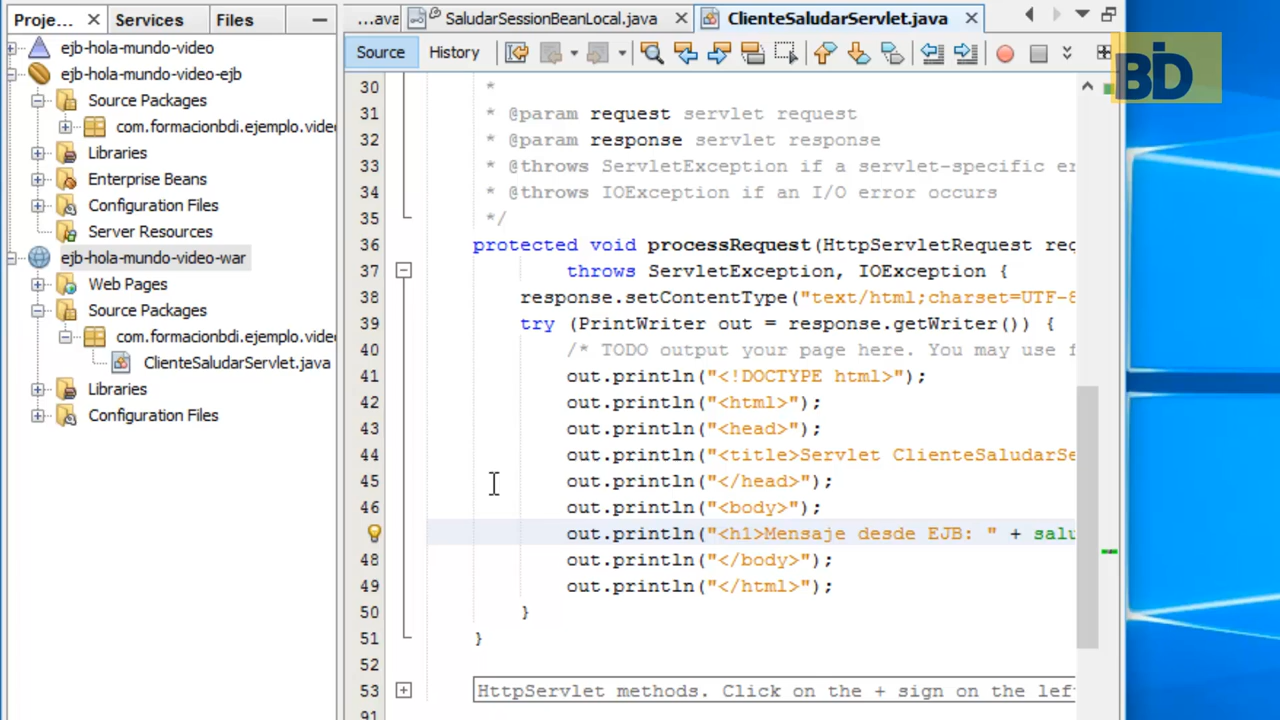 Proje...
Services
Files
...ava
SaludarSessionBeanLocal.java
ClienteSaludarServlet.java
Source
History
BD
ejb-hola-mundo-video
ejb-hola-mundo-video-ejb
Source Packages
com.formacionbdi.ejemplo.vide
Libraries
Enterprise Beans
Configuration Files
Server Resources
ejb-hola-mundo-video-war
Web Pages
Source Packages
com.formacionbdi.ejemplo.vide
ClienteSaludarServlet.java
Libraries
Configuration Files
30 *
31 * @param request servlet request
32 * @param response servlet response
33 * @throws ServletException if a servlet-specific er
34 * @throws IOException if an I/O error occurs
35 */
36 protected void processRequest(HttpServletRequest req
37 throws ServletException, IOException {
38 response.setContentType("text/html;charset=UTF-8
39 try (PrintWriter out = response.getWriter()) {
40 /* TODO output your page here. You may use f
41 out.println("<!DOCTYPE html>");
42 out.println("<html>");
43 out.println("<head>");
44 out.println("<title>Servlet ClienteSaludarSe
45 out.println("</head>");
46 out.println("<body>");
out.println("<h1>Mensaje desde EJB: " + salu
48 out.println("</body>");
49 out.println("</html>");
50 }
51 }
52
53 HttpServlet methods. Click on the + sign on the left
91